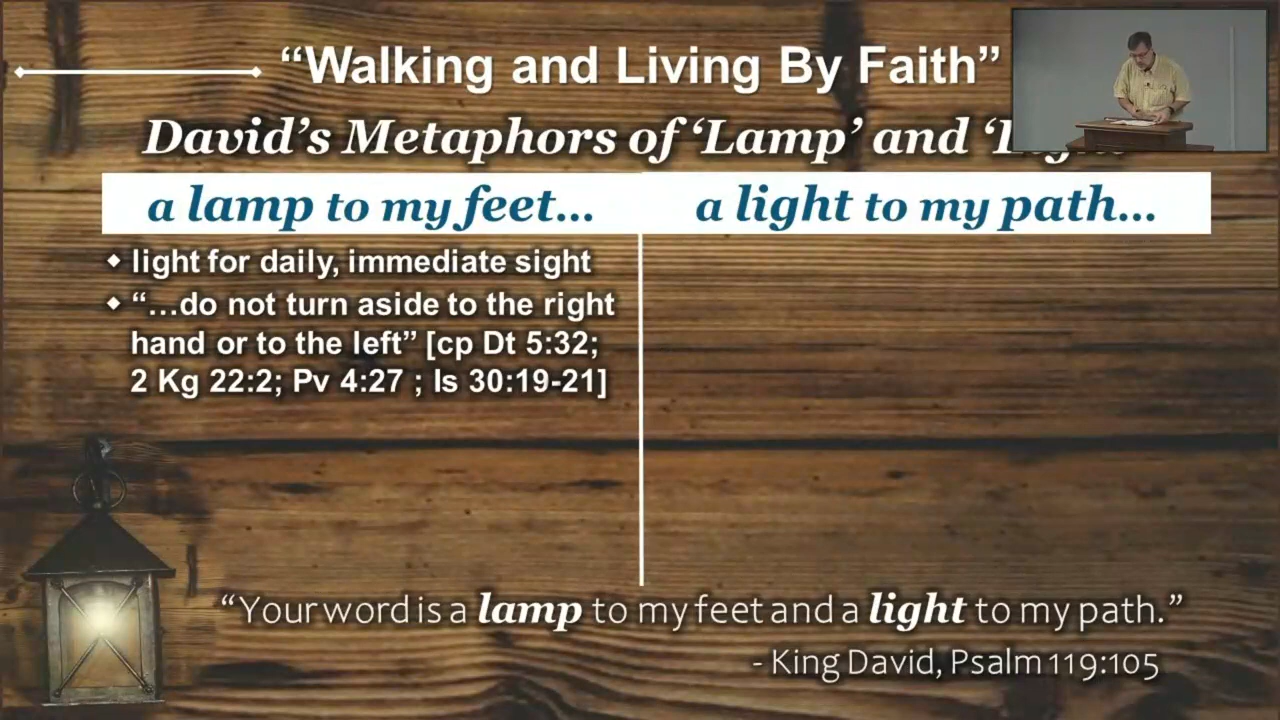 “Walking and Living By Faith”
David’s Metaphors of ‘Lamp’ and
a lamp to my feet...
a light to my path...
light for daily, immediate sight
“...do not turn aside to the right
hand or to the left” [cp Dt 5:32;
2 Kg 22:2; Pv 4:27 ; Is 30:19-21]
“Your word is a lamp to my feet and a light to my path.”
- King David, Psalm 119:105